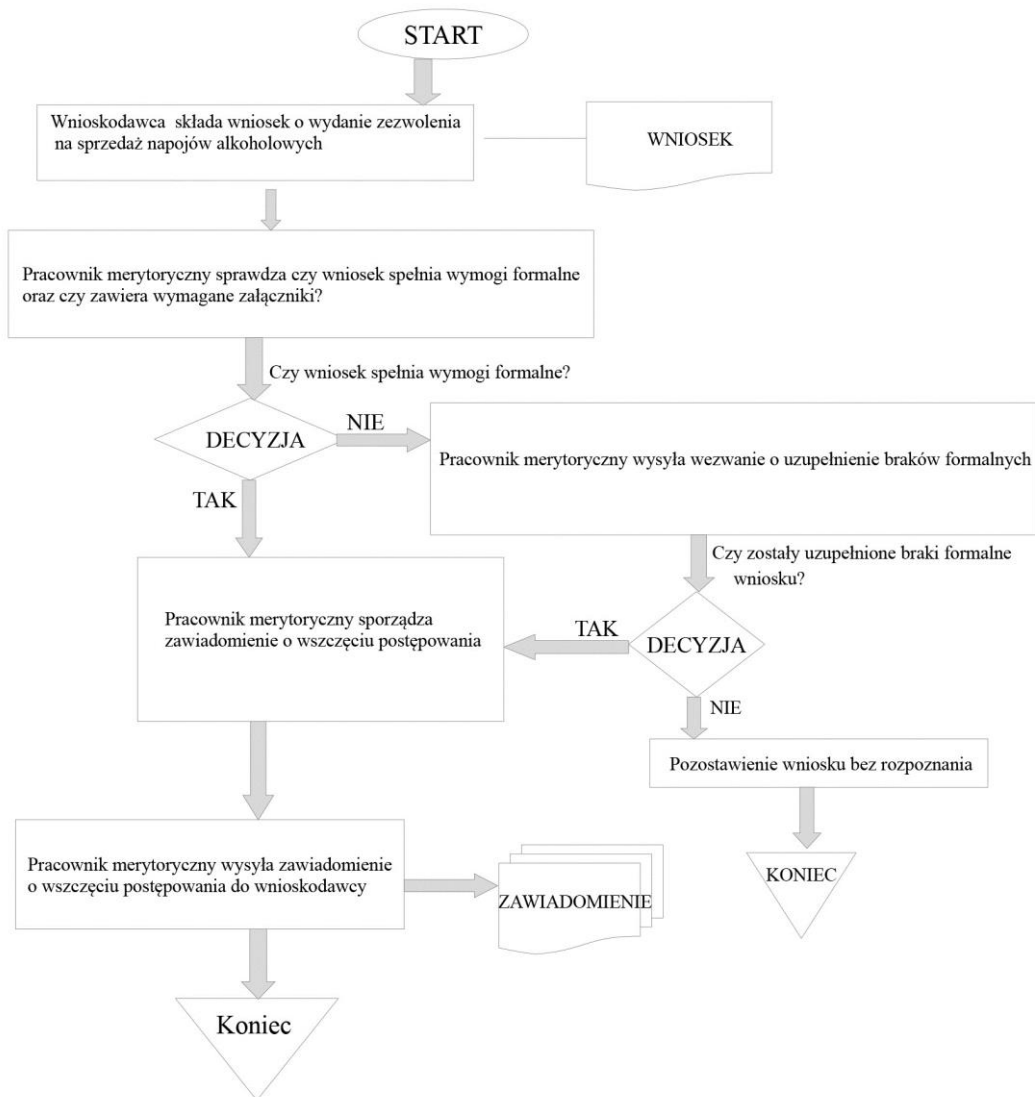 START
Wnioskodawca składa wniosek o wydanie zezwolenia
na sprzedaż napojów alkoholowych
WNIOSEK
Pracownik merytoryczny sprawdza czy wniosek spełnia wymogi formalne
oraz czy zawiera wymagane załączniki?
Czy wniosek spełnia wymogi formalne?
DECYZJA
NIE
Pracownik merytoryczny wysyła wezwanie o uzupełnienie braków formalnych
TAK
Czy zostały uzupełnione braki formalne
wniosku?
Pracownik merytoryczny sporządza
zawiadomienie o wszczęciu postępowania
TAK
DECYZJA
NIE
Pozostawienie wniosku bez rozpoznania
KONIEC
Pracownik merytoryczny wysyła zawiadomienie
o wszczęciu postępowania do wnioskodawcy
ZAWIADOMIENIE
Koniec